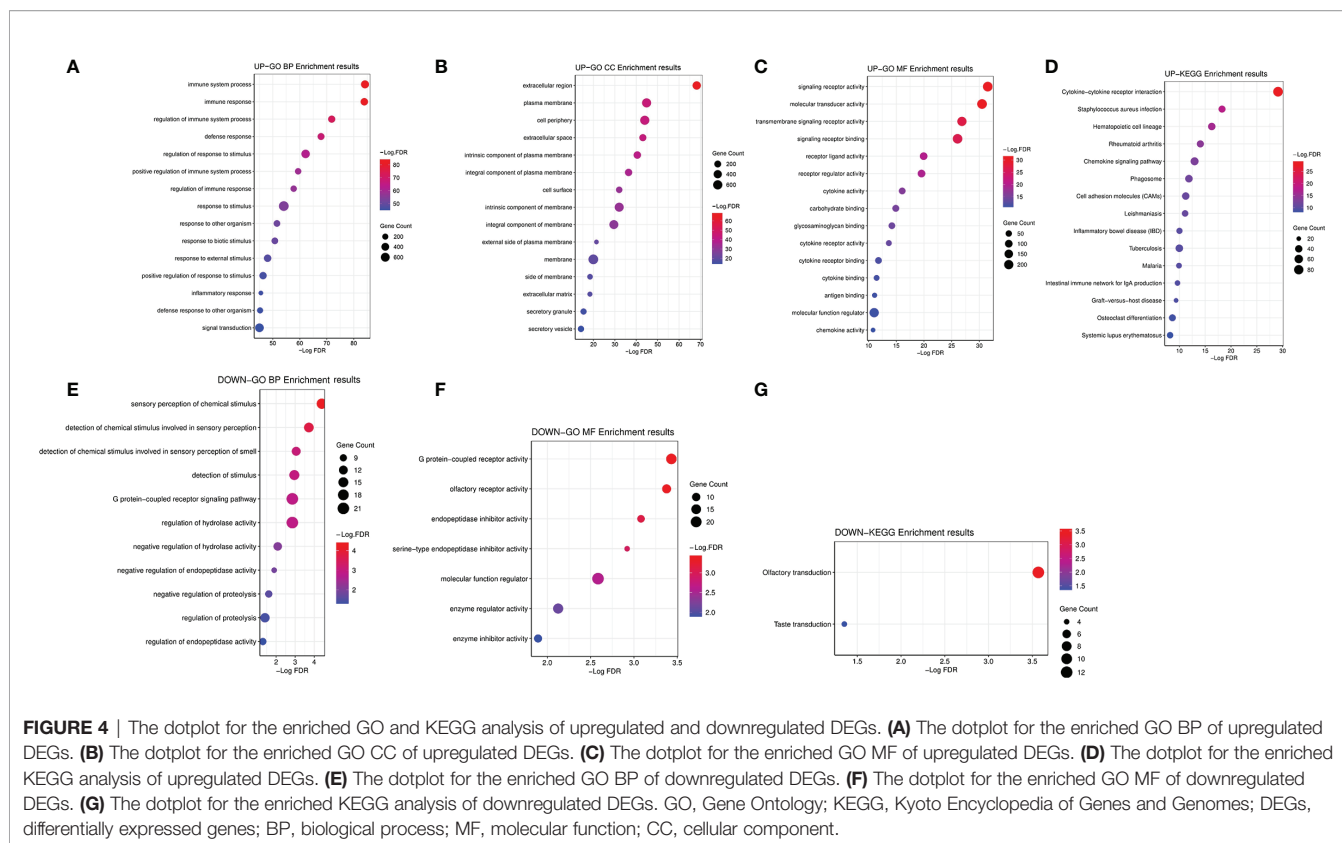 A
UP−GO BP Enrichment results
immune system process
immune response
regulation of immune system process
defense response
regulation of response to stimulus
positive regulation of immune system process
regulation of immune response
response to stimulus
response to other organism
response to biotic stimulus
response to external stimulus
positive regulation of response to stimulus
inflammatory response
defense response to other organism
signal transduction
50 60 70 80
−Log FDR
−Log.FDR
80
70
60
50
Gene Count
200
400
600
B
UP−GO CC Enrichment results
extracellular region
plasma membrane
cell periphery
extracellular space
intrinsic component of plasma membrane
integral component of plasma membrane
cell surface
intrinsic component of membrane
integral component of membrane
external side of plasma membrane
membrane
side of membrane
extracellular matrix
secretory granule
secretory vesicle
20 30 40 50 60 70
−Log FDR
Gene Count
200
400
600
−Log.FDR
60
50
40
30
20
C
UP−GO MF Enrichment results
signaling receptor activity
molecular transducer activity
transmembrane signaling receptor activity
signaling receptor binding
receptor ligand activity
receptor regulator activity
cytokine activity
carbohydrate binding
glycosaminoglycan binding
cytokine receptor activity
cytokine receptor binding
cytokine binding
antigen binding
molecular function regulator
chemokine activity
10 15 20 25 30
−Log FDR
−Log.FDR
30
25
20
15
Gene Count
50
100
150
200
D
UP−KEGG Enrichment results
Cytokine−cytokine receptor interaction
Staphylococcus aureus infection
Hematopoietic cell lineage
Rheumatoid arthritis
Chemokine signaling pathway
Phagosome
Cell adhesion molecules (CAMs)
Leishmaniasis
Inflammatory bowel disease (IBD)
Tuberculosis
Malaria
Intestinal immune network for IgA production
Graft−versus−host disease
Osteoclast differentiation
Systemic lupus erythematosus
10 15 20 25 30
−Log FDR
−Log.FDR
25
20
15
10
Gene Count
20
40
60
80
E
DOWN−GO BP Enrichment results
sensory perception of chemical stimulus
detection of chemical stimulus involved in sensory perception
detection of chemical stimulus involved in sensory perception of smell
detection of stimulus
G protein−coupled receptor signaling pathway
regulation of hydrolase activity
negative regulation of hydrolase activity
negative regulation of endopeptidase activity
negative regulation of proteolysis
regulation of proteolysis
regulation of endopeptidase activity
2 3 4
−Log FDR
Gene Count
9
12
15
18
21
−Log.FDR
4
3
2
F
DOWN−GO MF Enrichment results
G protein−coupled receptor activity
olfactory receptor activity
endopeptidase inhibitor activity
serine−type endopeptidase inhibitor activity
molecular function regulator
enzyme regulator activity
enzyme inhibitor activity
2.0 2.5 3.0 3.5
−Log FDR
Gene Count
10
15
20
−Log.FDR
3.0
2.5
2.0
G
DOWN−KEGG Enrichment results
Olfactory transduction
Taste transduction
1.5 2.0 2.5 3.0 3.5
−Log FDR
3.5
3.0
2.5
2.0
1.5
Gene Count
4
6
8
10
12
FIGURE 4 | The dotplot for the enriched GO and KEGG analysis of upregulated and downregulated DEGs. (A) The dotplot for the enriched GO BP of upregulated
DEGs. (B) The dotplot for the enriched GO CC of upregulated DEGs. (C) The dotplot for the enriched GO MF of upregulated DEGs. (D) The dotplot for the enriched
KEGG analysis of upregulated DEGs. (E) The dotplot for the enriched GO BP of downregulated DEGs. (F) The dotplot for the enriched GO MF of downregulated
DEGs. (G) The dotplot for the enriched KEGG analysis of downregulated DEGs. GO, Gene Ontology; KEGG, Kyoto Encyclopedia of Genes and Genomes; DEGs,
differentially expressed genes; BP, biological process; MF, molecular function; CC, cellular component.